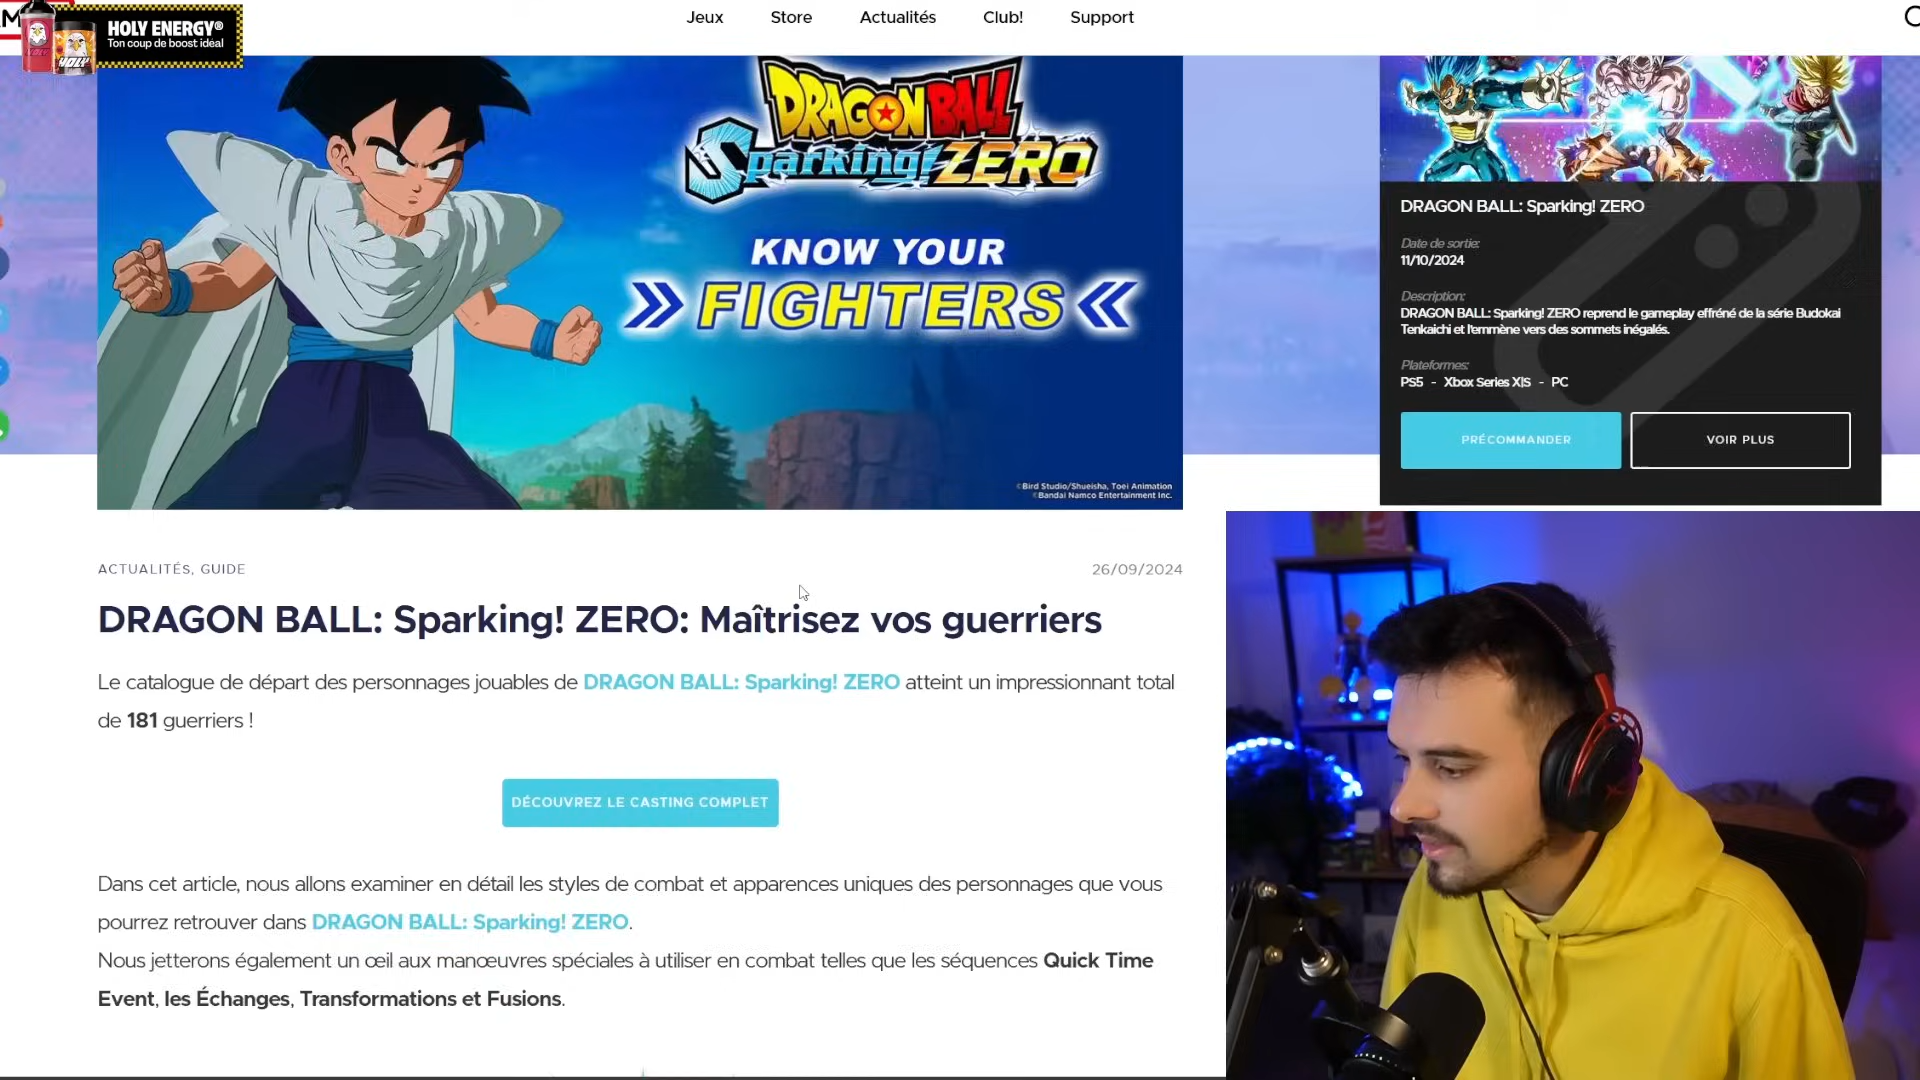 HOLY ENERGY®
Ton coup de boost idéal
HOLY
Jeux
Store
Actualités
Club!
Support
DRAGON BALL
Sparking! ZERO
KNOW YOUR
FIGHTERS
©Bird Studio/Shueisha, Toei Animation
©Bandai Namco Entertainment Inc.
DRAGON BALL: Sparking! ZERO
Date de sortie:
11/10/2024
Description:
DRAGON BALL: Sparking! ZERO reprend le gameplay effréné de la série Budokai
Tenkaichi et l'emmène vers des sommets inégalés.
Plateformes:
PS5 - Xbox Series X|S - PC
PRÉCOMMANDER
VOIR PLUS
ACTUALITÉS, GUIDE
26/09/2024
DRAGON BALL: Sparking! ZERO: Maîtrisez vos guerriers
Le catalogue de départ des personnages jouables de DRAGON BALL: Sparking! ZERO atteint un impressionnant total
de 181 guerriers !
DÉCOUVREZ LE CASTING COMPLET
Dans cet article, nous allons examiner en détail les styles de combat et apparences uniques des personnages que vous
pourrez retrouver dans DRAGON BALL: Sparking! ZERO.
Nous jetterons également un œil aux manœuvres spéciales à utiliser en combat telles que les séquences Quick Time
Event, les Échanges, Transformations et Fusions.